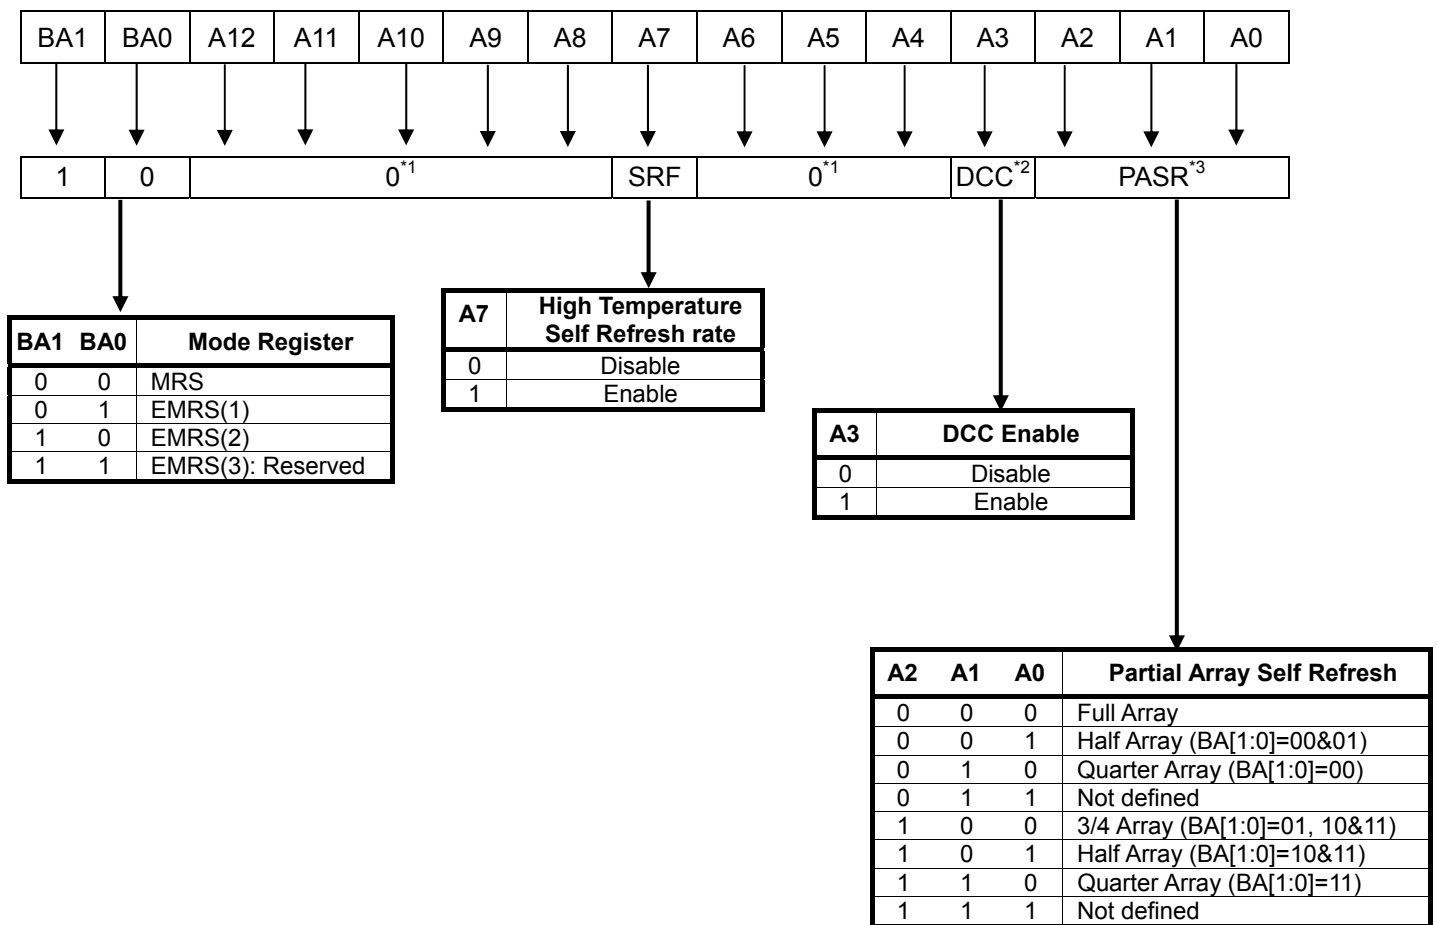 BA1 BA0 A12 A11 A10 A9 A8 A7 A6 A5 A4 A3 A2 A1 A0
1 0 0*1 SRF 0*1 DCC*2 PASR*3
BA1 BA0 Mode Register
0 0 MRS
0 1 EMRS(1)
1 0 EMRS(2)
1 1 EMRS(3): Reserved
A7 High Temperature
Self Refresh rate
0 Disable
1 Enable
A3 DCC Enable
0 Disable
1 Enable
A2 A1 A0 Partial Array Self Refresh
0 0 0 Full Array
0 0 1 Half Array (BA[1:0]=00&01)
0 1 0 Quarter Array (BA[1:0]=00)
0 1 1 Not defined
1 0 0 3/4 Array (BA[1:0]=01, 10&11)
1 0 1 Half Array (BA[1:0]=10&11)
1 1 0 Quarter Array (BA[1:0]=11)
1 1 1 Not defined